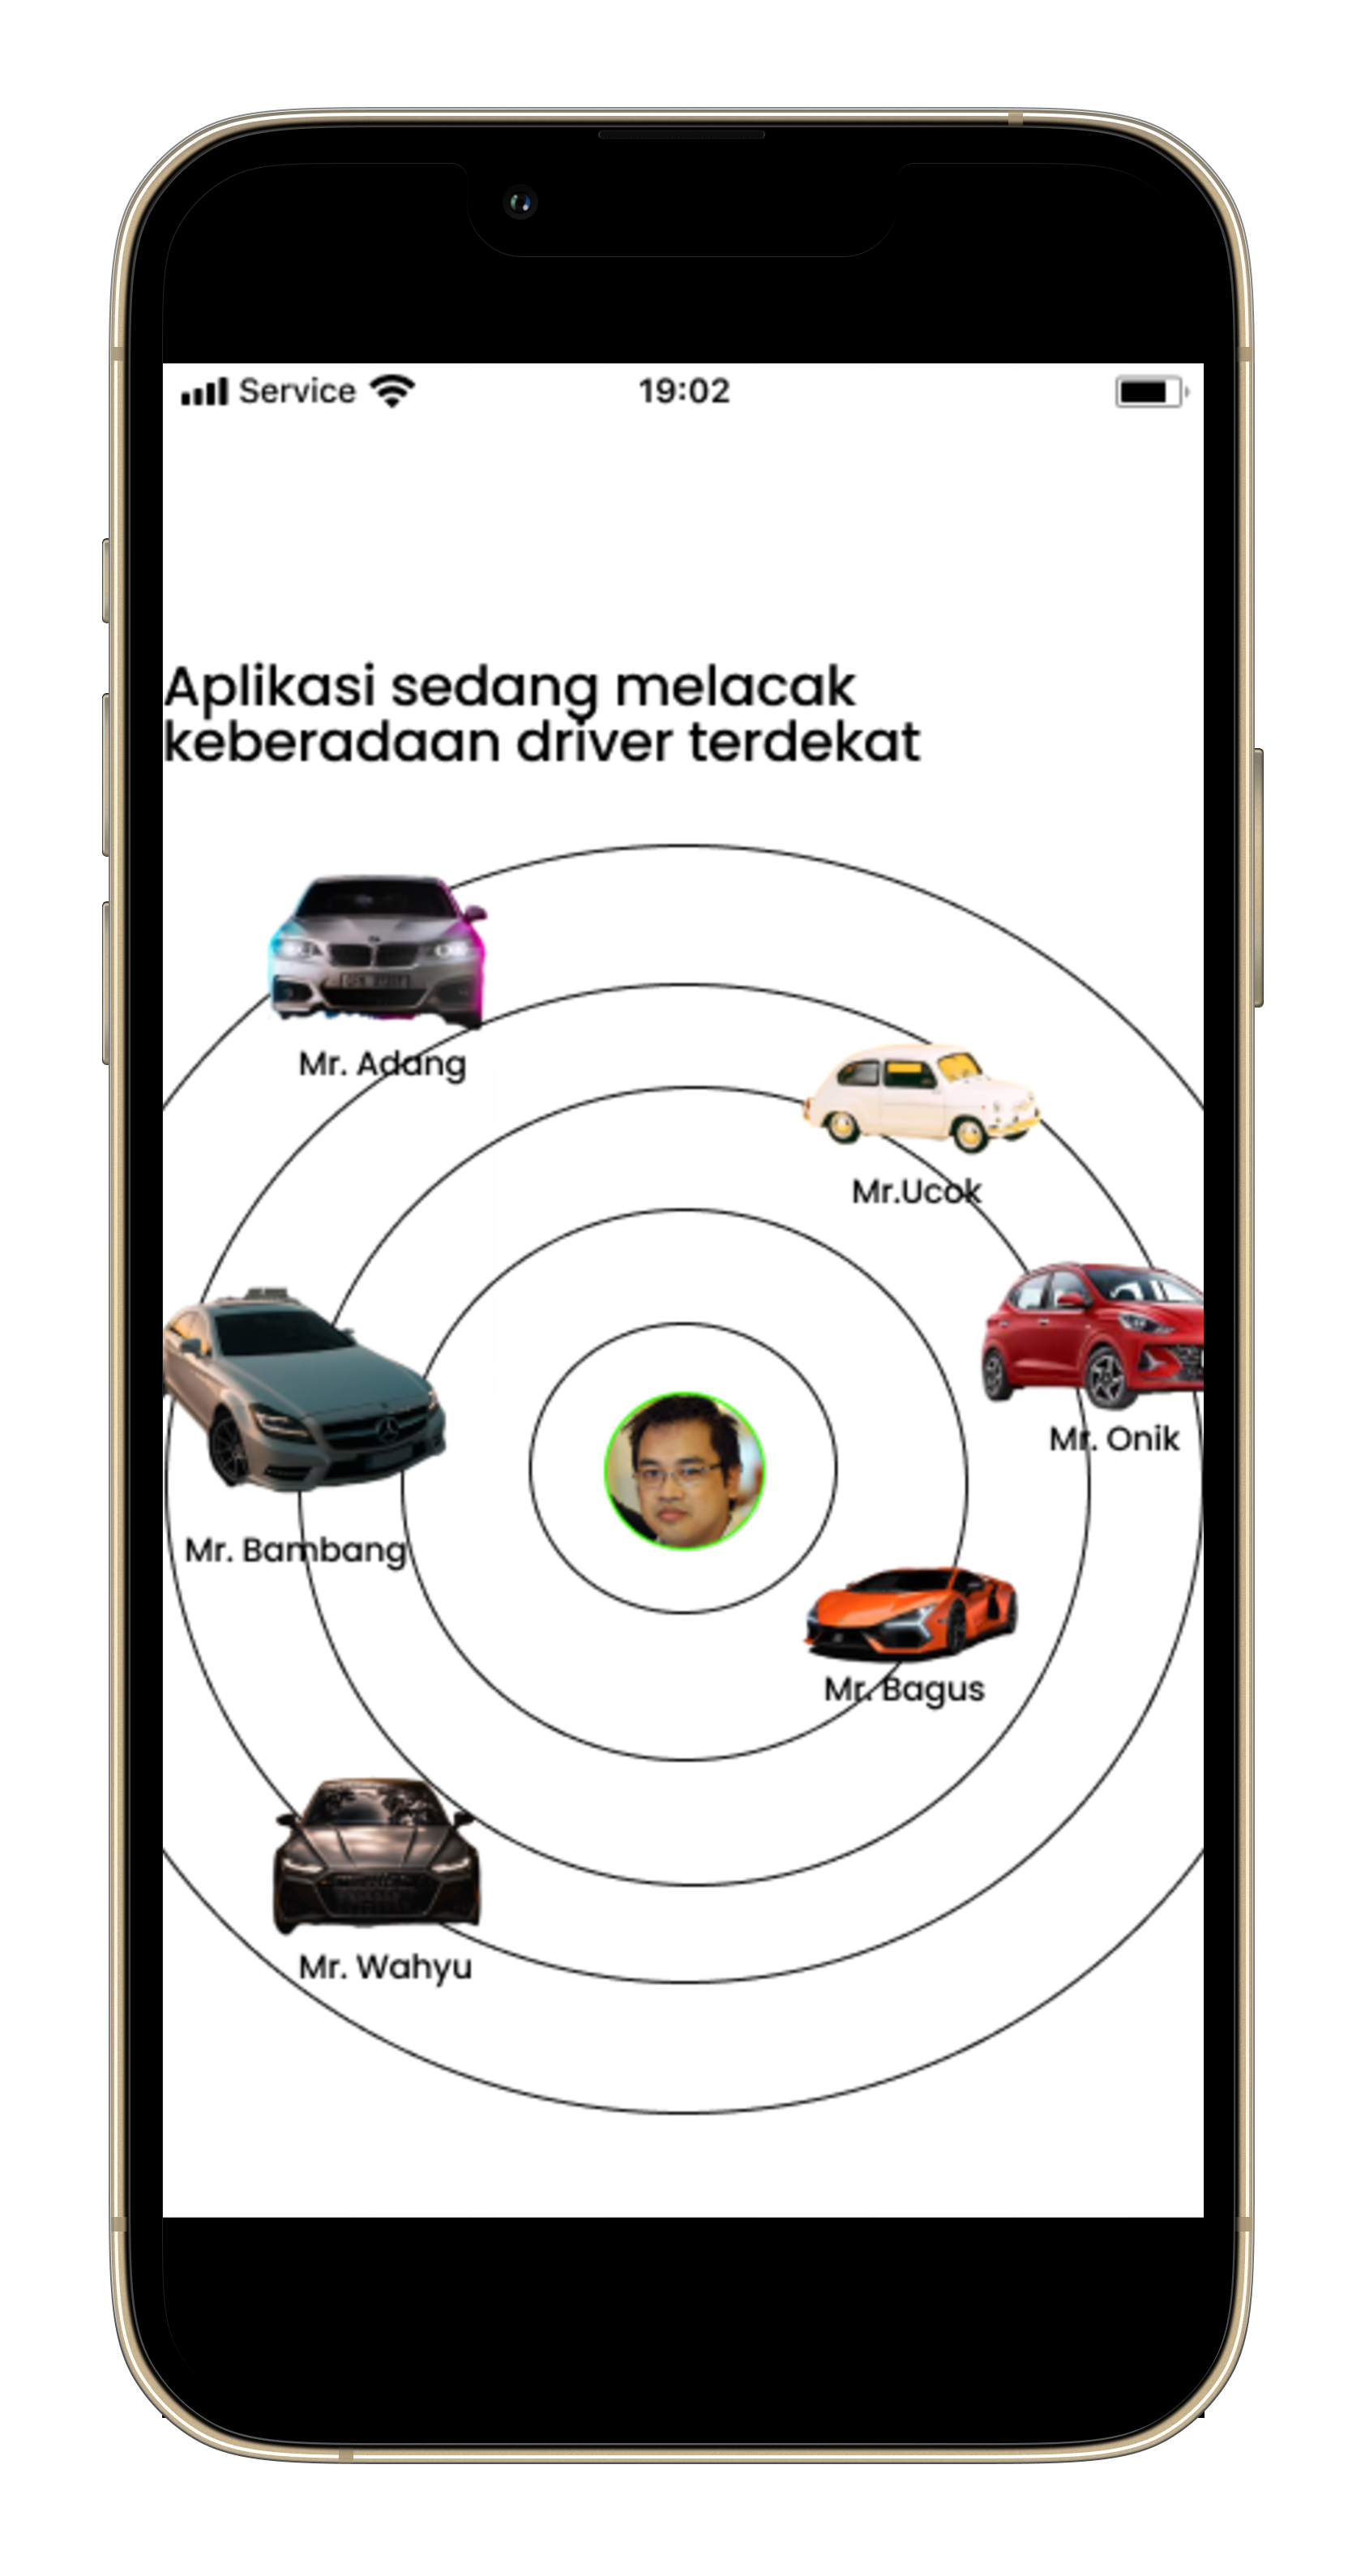 Service
19:02
Aplikasi sedang melacak
keberadaan driver terdekat
Mr. Adang
Mr.Ucok
Mr. Onik
Mr. Bambang
Mr. Bagus
Mr. Wahyu